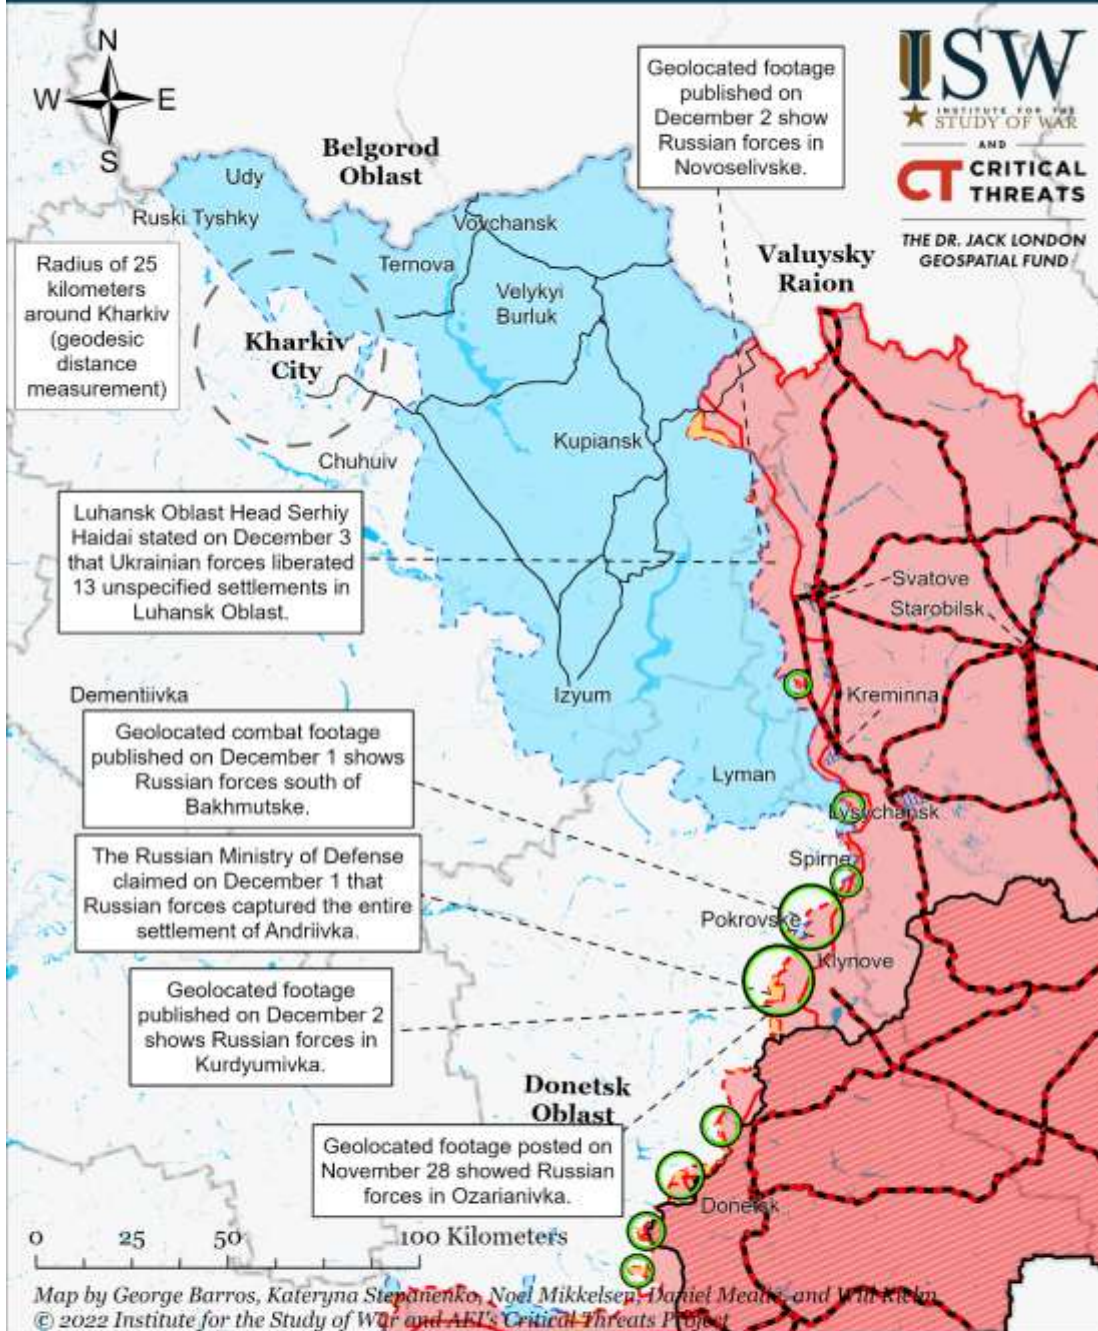 N
W E
S
ISW
INSTITUTE FOR THE
STUDY OF WAR
AND
CT CRITICAL
THREATS
THE DR. JACK LONDON
GEOSPATIAL FUND
Geolocated footage
published on
December 2 show
Russian forces in
Novoselivske.
Belgorod
Oblast
Udy
Ruski Tyshky
Vovchansk
Ternova
Valuysky
Raion
Radius of 25
kilometers
around Kharkiv
(geodesic
distance
measurement)
Velykyi
Burluk
Kharkiv
City
Kupiansk
Chuhuiv
Luhansk Oblast Head Serhiy
Haidai stated on December 3
that Ukrainian forces liberated
13 unspecified settlements in
Luhansk Oblast.
Svatove
Starobilsk
Dementiivka
Izyum
Kreminna
Geolocated combat footage
published on December 1 shows
Russian forces south of
Bakhmutske.
Lyman
Lysychansk
The Russian Ministry of Defense
claimed on December 1 that
Russian forces captured the entire
settlement of Andriivka.
Spirne
Pokrovske
Klynove
Geolocated footage
published on December 2
shows Russian forces in
Kurdyumivka.
Donetsk
Oblast
Geolocated footage posted on
November 28 showed Russian
forces in Ozarianivka.
Donetsk
0 25 50 100 Kilometers
Map by George Barros, Kateryna Stepanenko, Noel Mikkelsen, Daniel Mealie, and Will Kielm
© 2022 Institute for the Study of War and AEI's Critical Threats Project